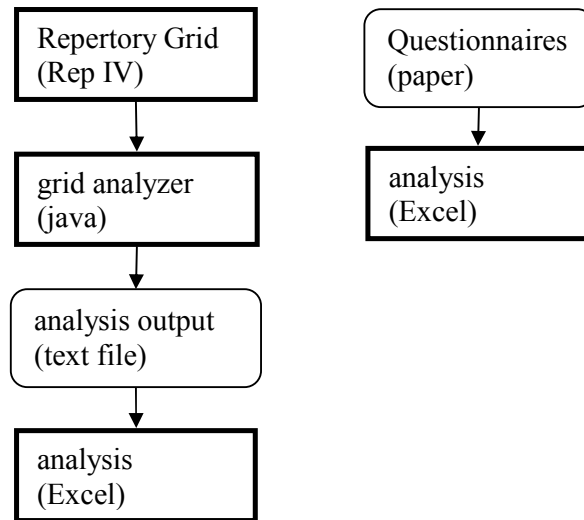 Repertory Grid
(Rep IV)
grid analyzer
(java)
analysis output
(text file)
analysis
(Excel)
Questionnaires
(paper)
analysis
(Excel)